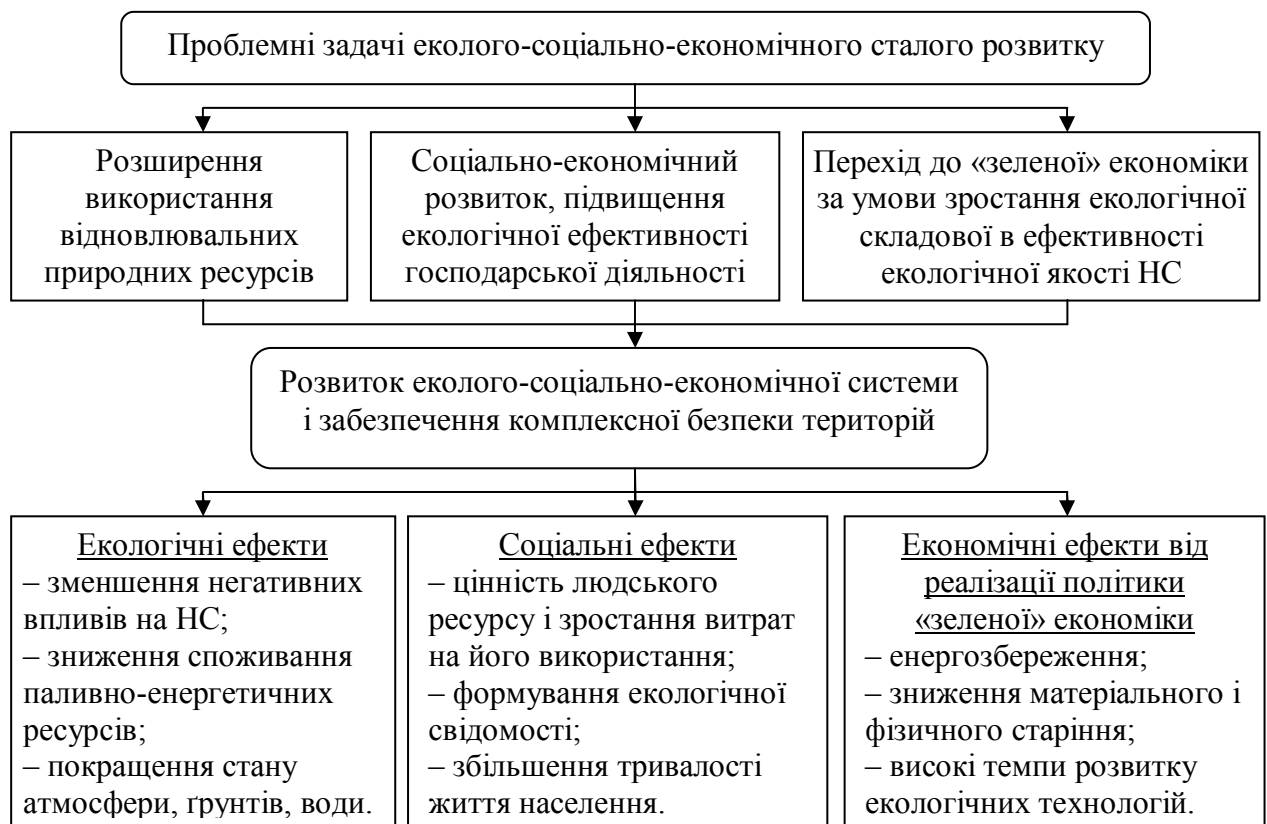 Проблемні задачі еколого-соціально-економічного сталого розвитку
Розширення
використання
відновлювальних
природних ресурсів
Соціально-економічний
розвиток, підвищення
екологічної ефективності
господарської діяльності
Перехід до «зеленої» економіки
за умови зростання екологічної
складової в ефективності
екологічної якості НС
Розвиток еколого-соціально-економічної системи
і забезпечення комплексної безпеки територій
Екологічні ефекти
– зменшення негативних
впливів на НС;
– зниження споживання
паливно-енергетичних
ресурсів;
– покращення стану
атмосфери, ґрунтів, води.
Соціальні ефекти
– цінність людського
ресурсу і зростання витрат
на його використання;
– формування екологічної
свідомості;
– збільшення тривалості
життя населення.
Економічні ефекти від
реалізації політики
«зеленої» економіки
– енергозбереження;
– зниження матеріального і
фізичного старіння;
– високі темпи розвитку
екологічних технологій.